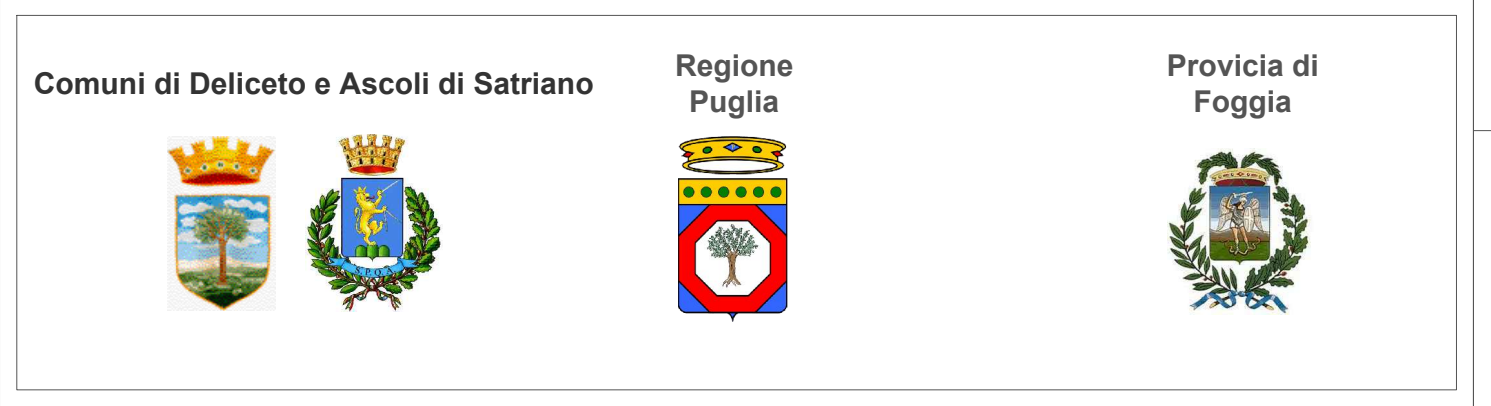 Comuni di Deliceto e Ascoli di Satriano
Regione
Puglia
Provicia di
Foggia
S.P.Q.A.